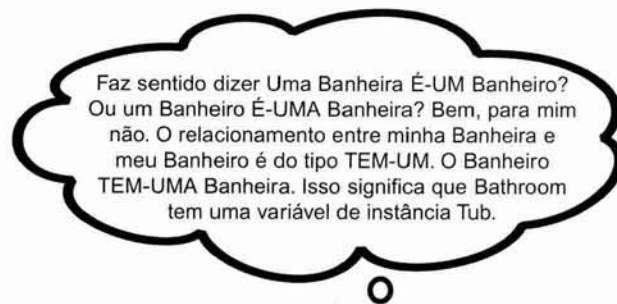 Faz sentido dizer Uma Banheira É-UM Banheiro?
Ou um Banheiro É-UMA Banheira? Bem, para mim
não. O relacionamento entre minha Banheira e
meu Banheiro é do tipo TEM-UM. O Banheiro
TEM-UMA Banheira. Isso significa que Bathroom
tem uma variável de instância Tub.